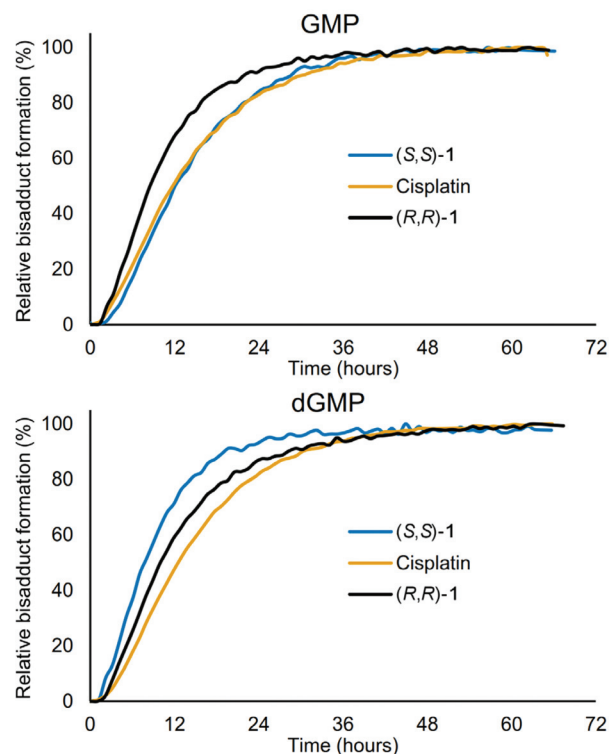 GMP
Relative bisadduct formation (%)
100
80
60
40
20
0
(S,S)-1
Cisplatin
(R,R)-1
0 12 24 36 48 60 72
Time (hours)
dGMP
Relative bisadduct formation (%)
100
80
60
40
20
0
(S,S)-1
Cisplatin
(R,R)-1
0 12 24 36 48 60 72
Time (hours)